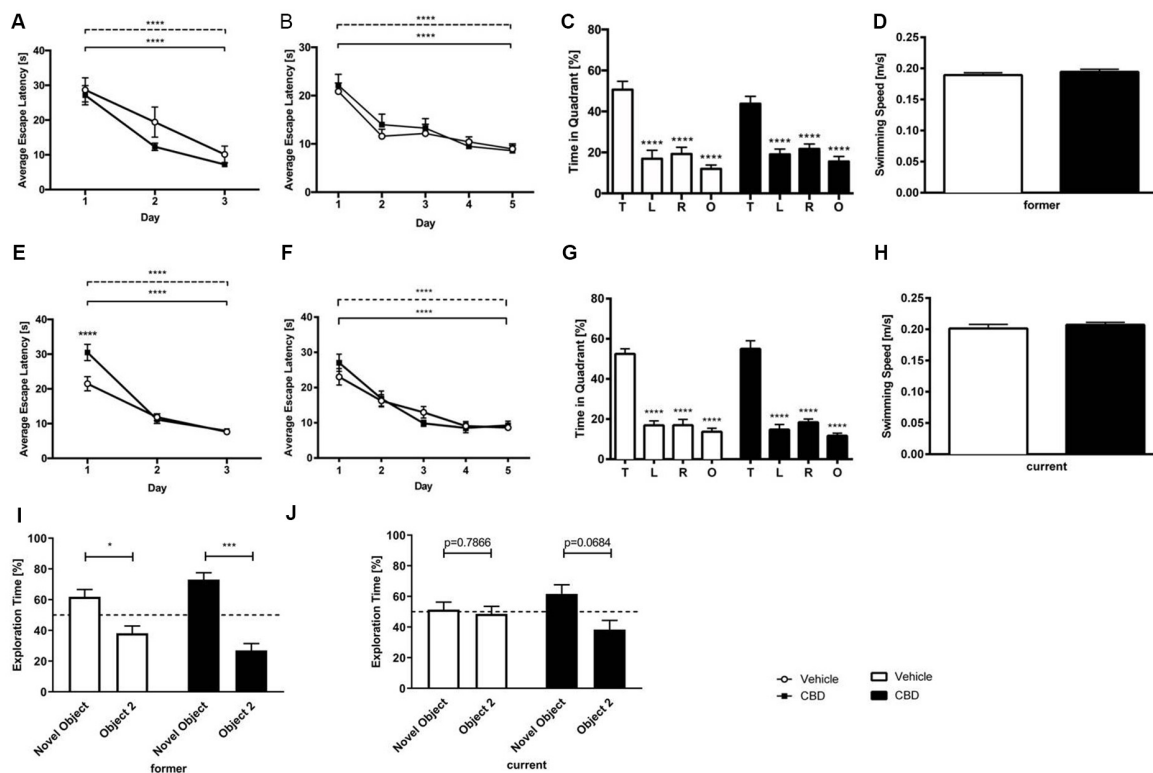 A
****
****
Average Escape Latency [s]
40
30
20
10
0
1 2 3
Day
B
****
****
Average Escape Latency [s]
30
20
10
0
1 2 3 4 5
Day
C
Time in Quadrant [%]
80
60
40
20
0
**** **** **** **** **** ****
T L R O T L R O
D
Swimming Speed [m/s]
0.25
0.20
0.15
0.10
0.05
0.00
former
E
****
****
****
Average Escape Latency [s]
40
30
20
10
0
1 2 3
Day
F
****
****
Average Escape Latency [s]
40
30
20
10
0
1 2 3 4 5
Day
G
Time in Quadrant [%]
80
60
40
20
0
**** **** **** **** **** ****
T L R O T L R O
H
Swimming Speed [m/s]
0.25
0.20
0.15
0.10
0.05
0.00
current
I
Exploration Time [%]
100
80
60
40
20
0
* ***
Novel Object Object 2 Novel Object Object 2
former
J
Exploration Time [%]
100
80
60
40
20
0
p=0.7866 p=0.0684
Novel Object Object 2 Novel Object Object 2
current
Vehicle
CBD
Vehicle
CBD